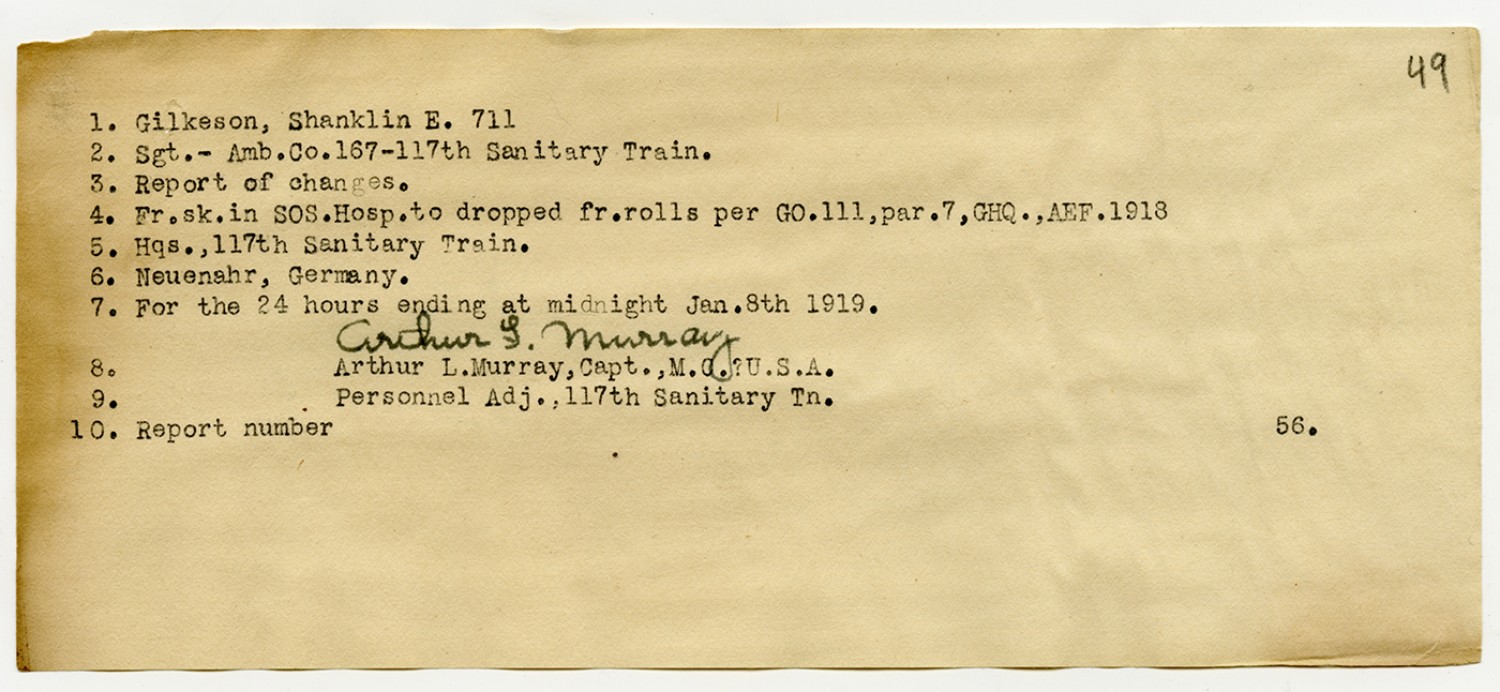 49
1. Gilkeson, Shanklin E. 711
2. Sgt.- Amb.Co.167-117th Sanitary Train.
3. Report of changes.
4. Fr.sk.in SOS.Hosp.to dropped fr.rolls per GO.111,par.7,GHQ.,AEF.1918
5. Hqs.,117th Sanitary Train.
6. Neuenahr, Germany.
7. For the 24 hours ending at midnight Jan.8th 1919.
Arthur L. Murray
8. Arthur L.Murray,Capt.,M.C.?U.S.A.
9. Personnel Adj.,117th Sanitary Tn.
10. Report number 56.